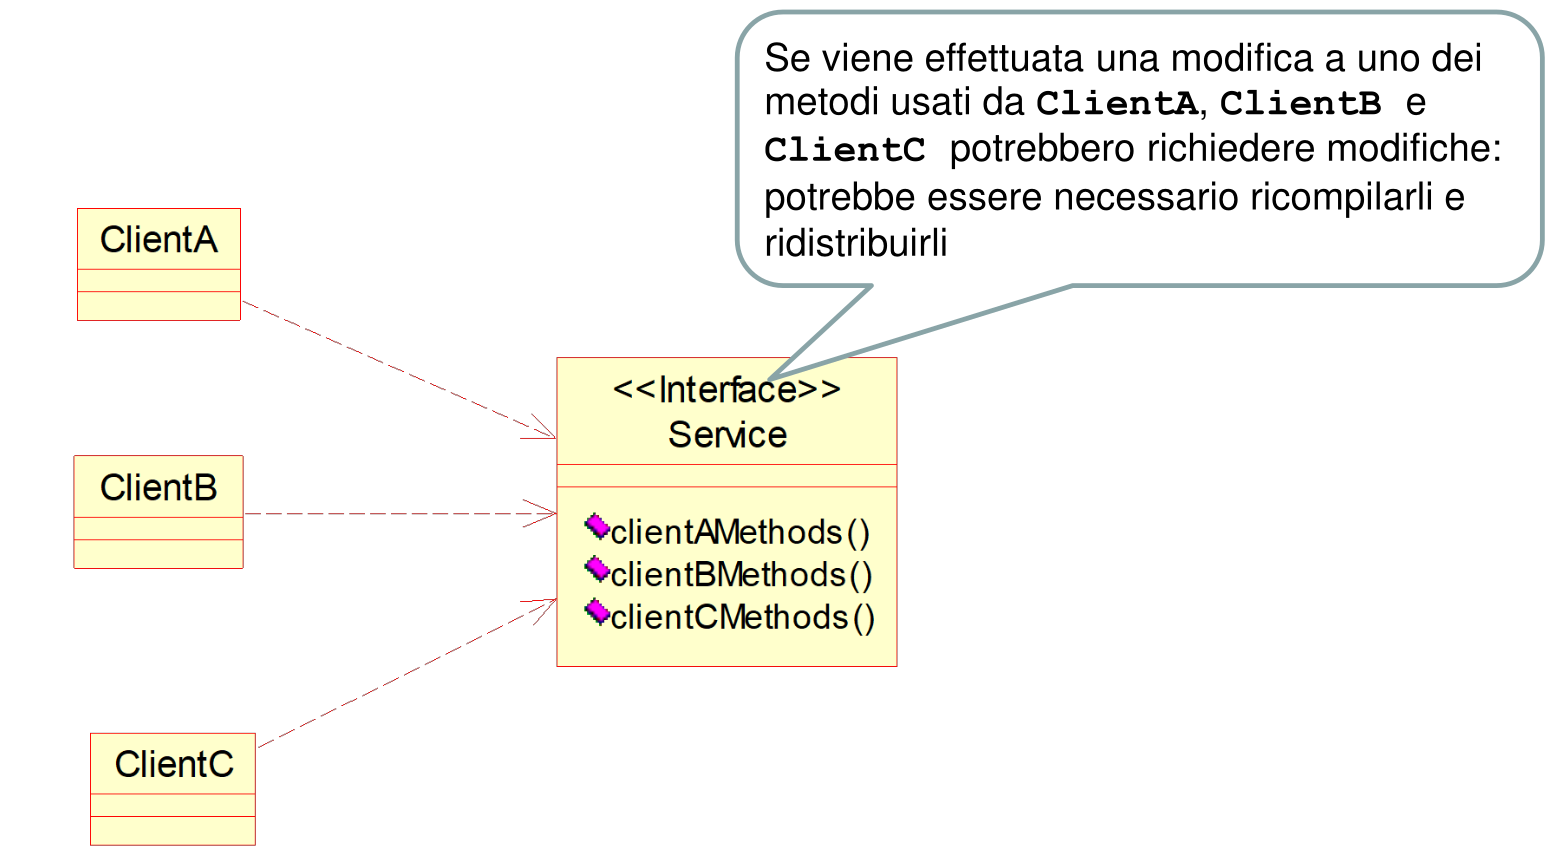 Se viene effettuata una modifica a uno dei
metodi usati da ClientA, ClientB e
ClientC potrebbero richiedere modifiche:
potrebbe essere necessario ricompilarli e
ridistribuirli
ClientA
<<Interface>>
Service
ClientB
clientAMethods()
clientBMethods()
clientCMethods()
ClientC